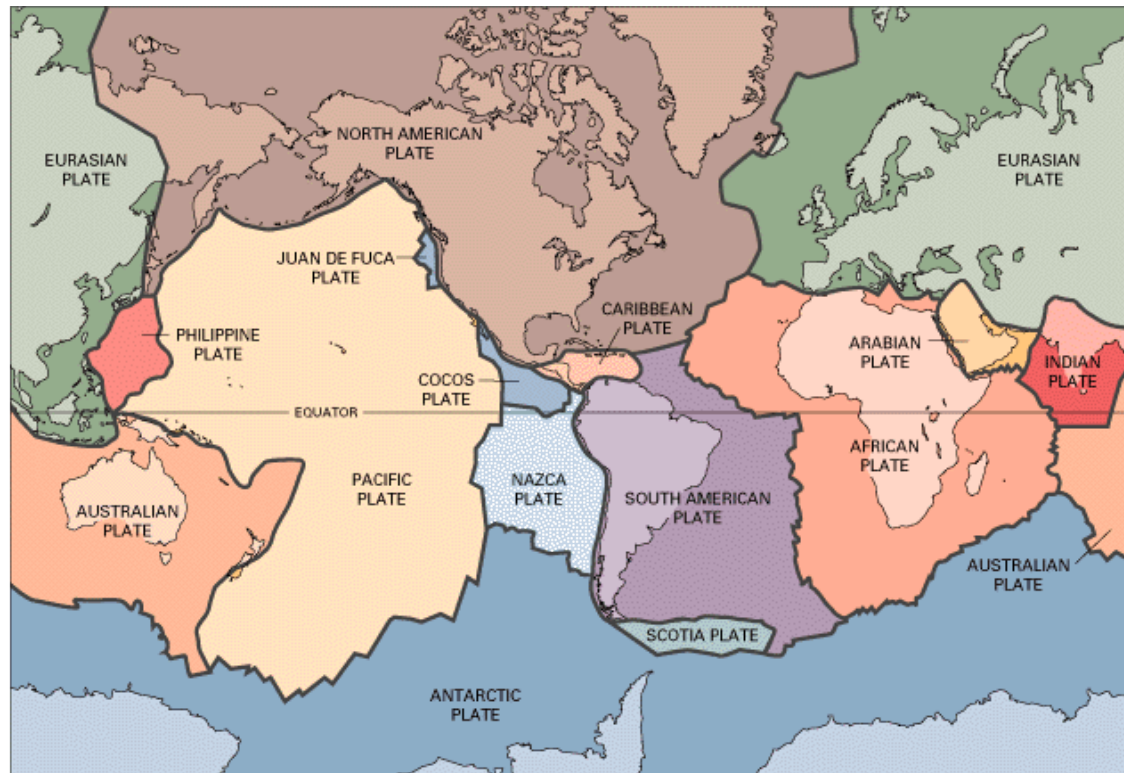 NORTH AMERICAN
PLATE
EURASIAN
PLATE
EURASIAN
PLATE
JUAN DE FUCA
PLATE
CARIBBEAN
PLATE
PHILIPPINE
PLATE
ARABIAN
PLATE
INDIAN
PLATE
COCOS
PLATE
EQUATOR
AFRICAN
PLATE
NAZCA
PLATE
PACIFIC
PLATE
SOUTH AMERICAN
PLATE
AUSTRALIAN
PLATE
AUSTRALIAN
PLATE
SCOTIA PLATE
ANTARCTIC
PLATE